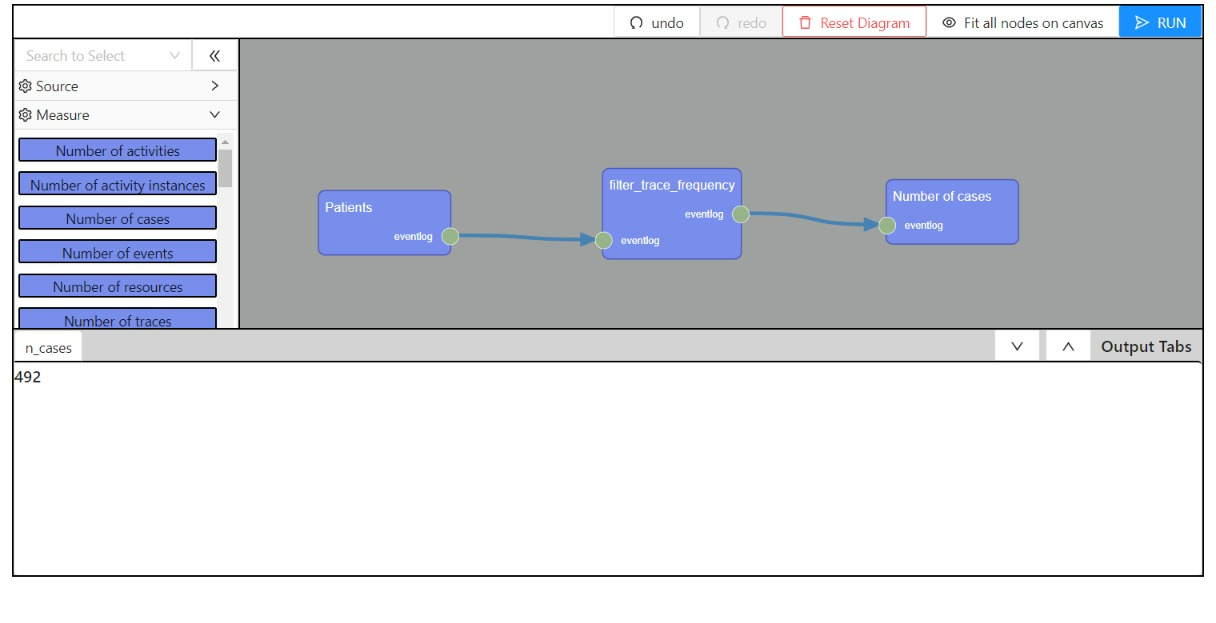 undo
redo
Reset Diagram
Fit all nodes on canvas
RUN
Search to Select
Source
Measure
Number of activities
Number of activity instances
Number of cases
Number of events
Number of resources
Number of traces
Patients
eventlog
filter_trace_frequency
eventlog
eventlog
Number of cases
eventlog
n_cases
Output Tabs
492